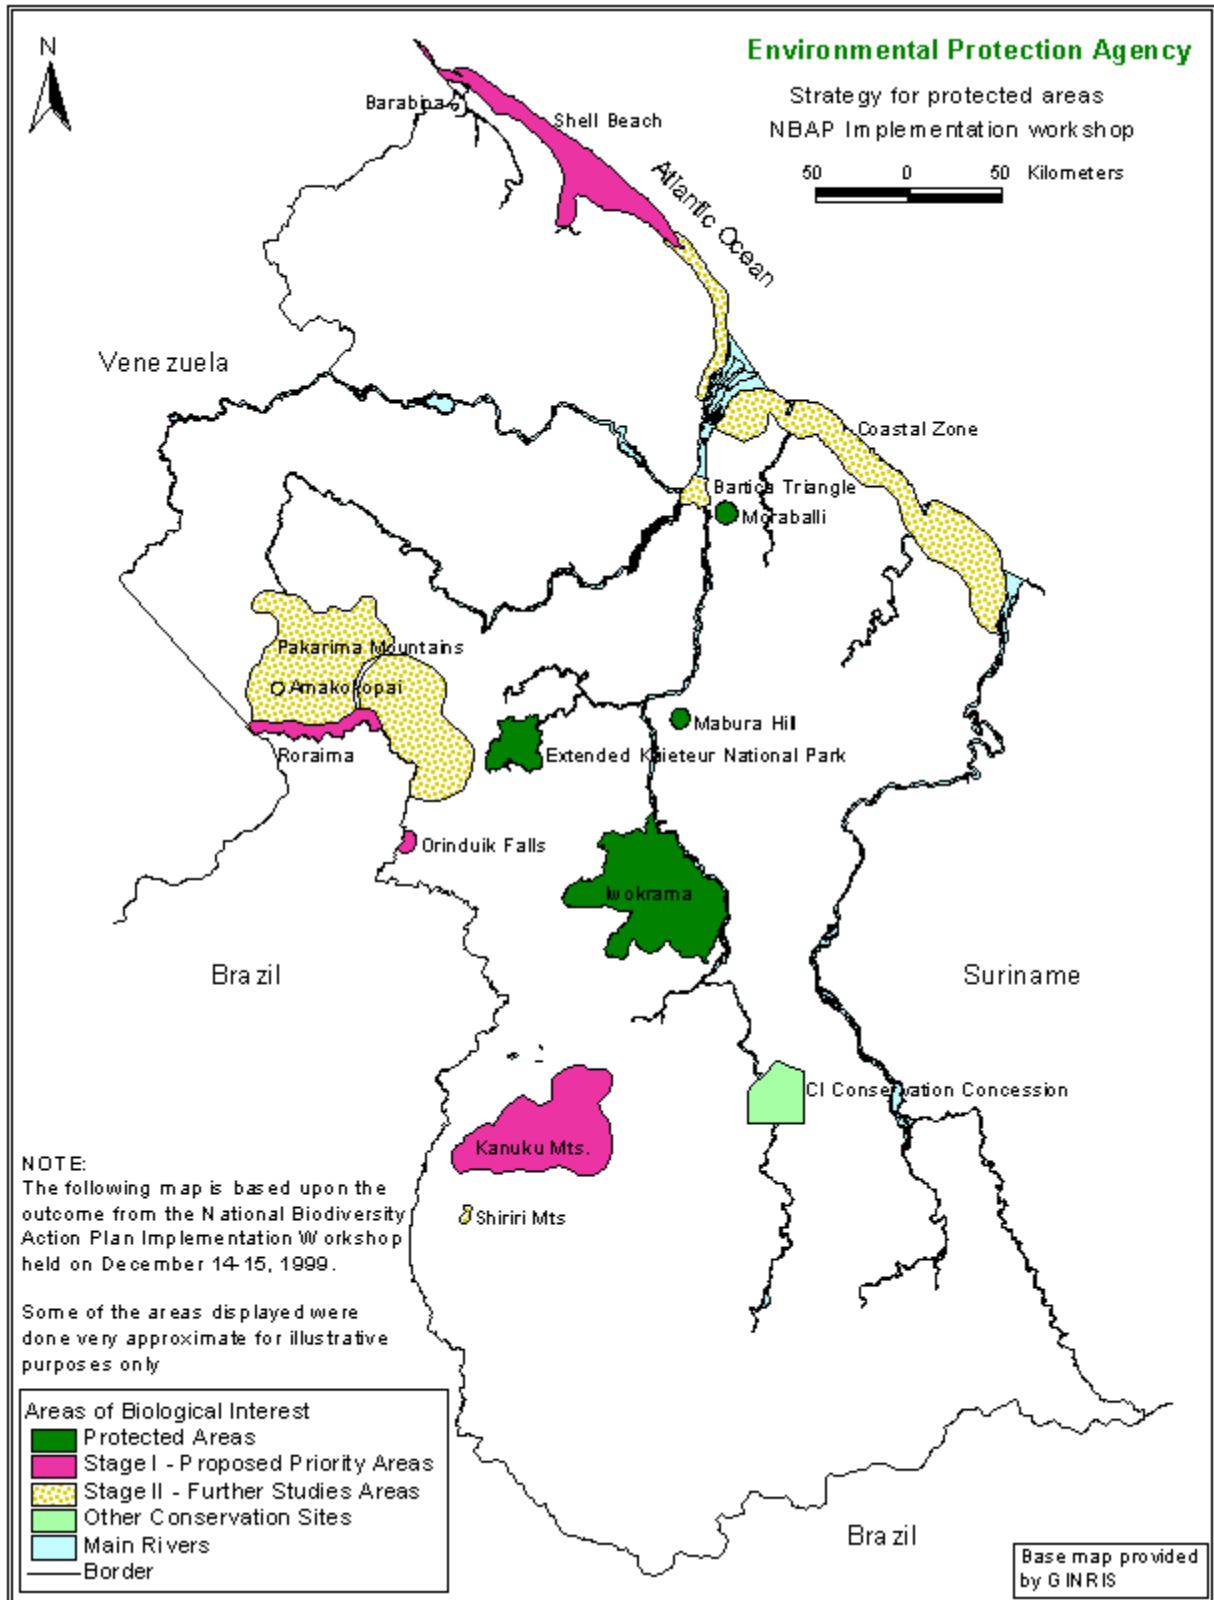 N
Environmental Protection Agency
Strategy for protected areas
NBAP Implementation workshop
50 0 50 Kilometers
Barabina
Shell Beach
Atlantic Ocean
Venezuela
Coastal Zone
Bartica Triangle
Moraballi
Pakarima Mountains
Amakokopai
Mabura Hill
Roraima
Extended Kaieteur National Park
Orinduik Falls
Iwokrama
Brazil
Suriname
CI Conservation Concession
Kanuku Mts.
Shiriri Mts
NOTE:
The following map is based upon the
outcome from the National Biodiversity
Action Plan Implementation Workshop
held on December 14-15, 1999.
Some of the areas displayed were
done very approximate for illustrative
purposes only
Areas of Biological Interest
Protected Areas
Stage I - Proposed Priority Areas
Stage II - Further Studies Areas
Other Conservation Sites
Main Rivers
Border
Brazil
Base map provided
by GINRIS